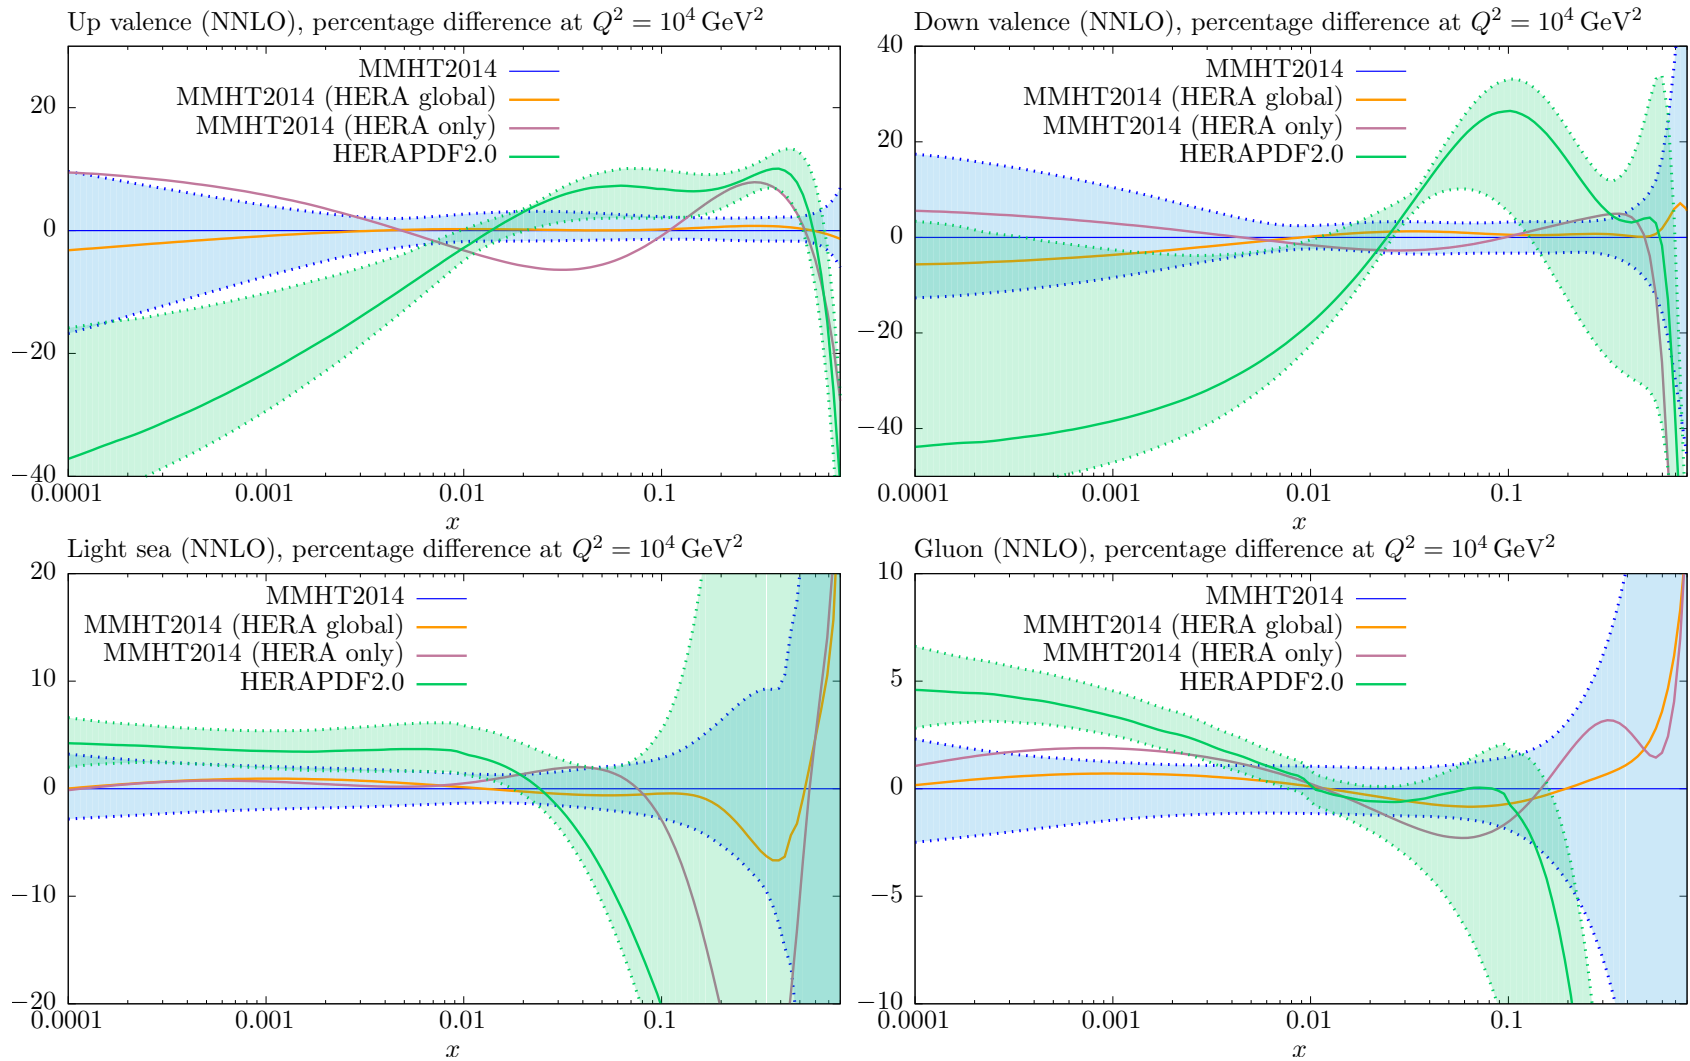 Up valence (NNLO), percentage difference at Q² = 10⁴ GeV²
MMHT2014
MMHT2014 (HERA global)
MMHT2014 (HERA only)
HERAPDF2.0
20
0
−20
−40
0.0001 0.001 0.01 0.1
x
Down valence (NNLO), percentage difference at Q² = 10⁴ GeV²
MMHT2014
MMHT2014 (HERA global)
MMHT2014 (HERA only)
HERAPDF2.0
40
20
0
−20
−40
0.0001 0.001 0.01 0.1
x
Light sea (NNLO), percentage difference at Q² = 10⁴ GeV²
MMHT2014
MMHT2014 (HERA global)
MMHT2014 (HERA only)
HERAPDF2.0
20
10
0
−10
−20
0.0001 0.001 0.01 0.1
x
Gluon (NNLO), percentage difference at Q² = 10⁴ GeV²
MMHT2014
MMHT2014 (HERA global)
MMHT2014 (HERA only)
HERAPDF2.0
10
5
0
−5
−10
0.0001 0.001 0.01 0.1
x